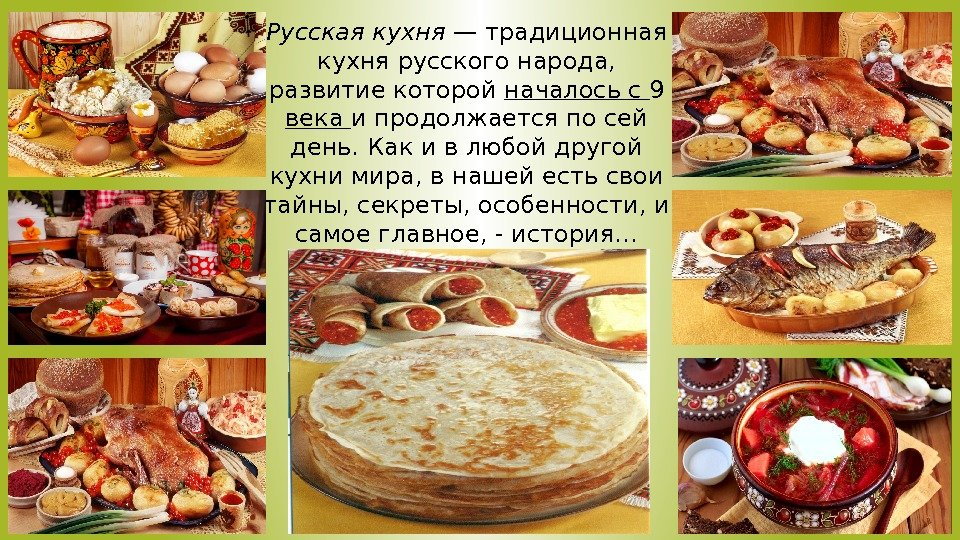 Русская кухня — традиционная
кухня русского народа,
развитие которой началось с 9
века и продолжается по сей
день. Как и в любой другой
кухни мира, в нашей есть свои
тайны, секреты, особенности, и
самое главное, - история…